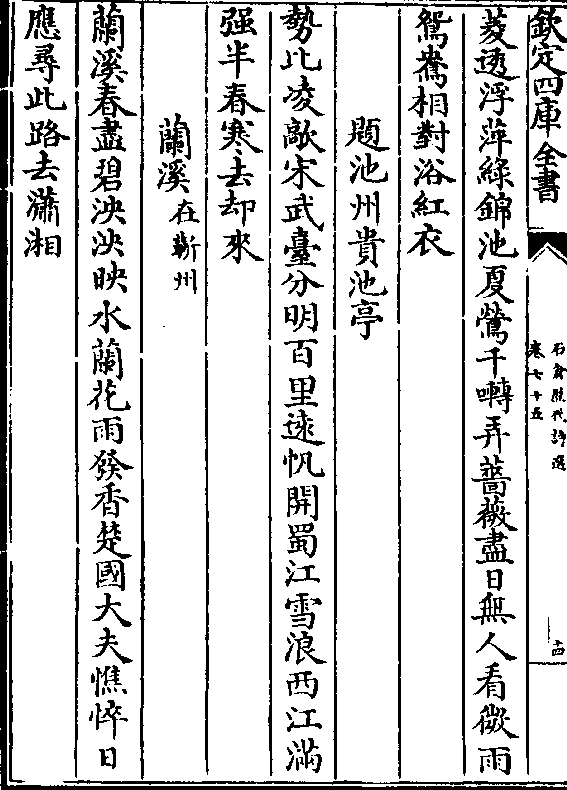 欽定四庫全書
石倉歷代詩選
卷七十五
十四
菱透浮萍綠錦池夏鶯千囀弄薔薇盡日無人看微雨
鴛鴦相對浴紅衣
題池州貴池亭
勢比凌敲宋武臺分明百里遠帆開蜀江雪浪西江滿
强半春寒去却來
蘭溪在蘄州
蘭溪春盡碧泱泱映水蘭花雨發香楚國大夫憔悴日
應尋此路去瀟湘